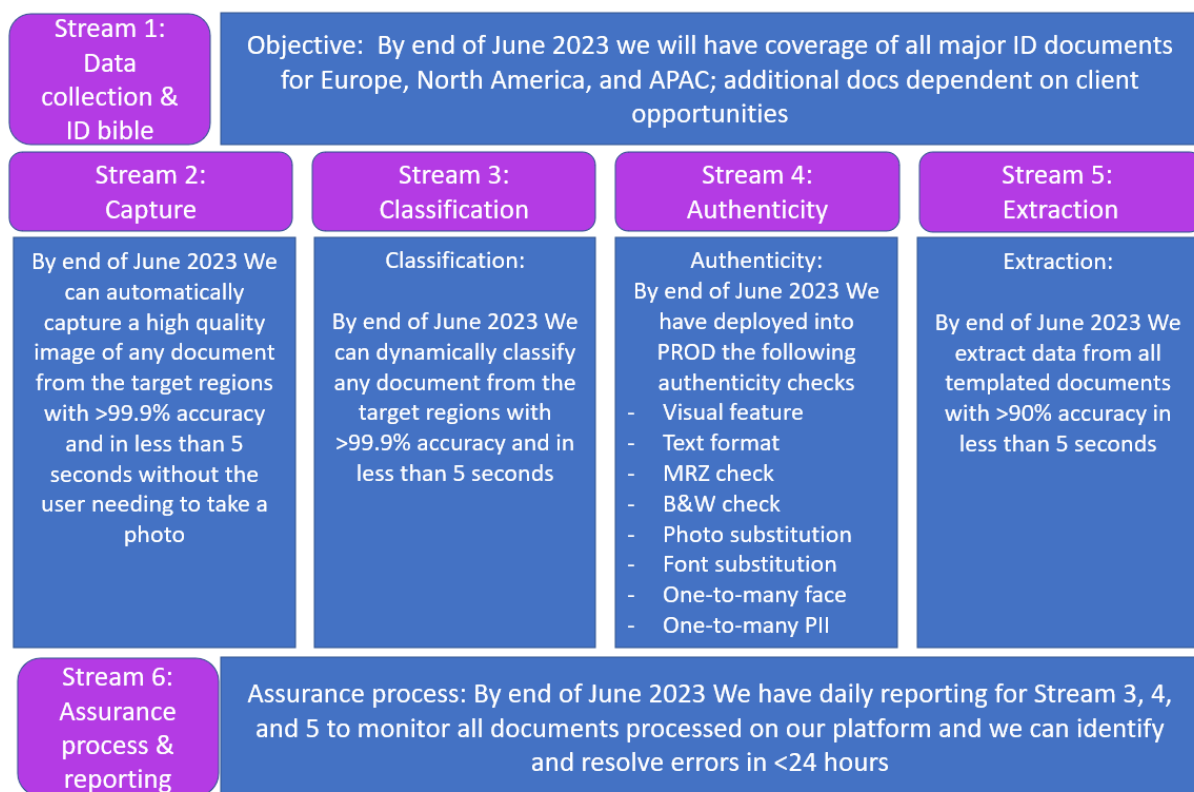 Stream 1:
Data
collection &
ID bible
Objective:  By end of June 2023 we will have coverage of all major ID documents
for Europe, North America, and APAC; additional docs dependent on client
opportunities
Stream 2:
Capture
By end of June 2023 We
can automatically
capture a high quality
image of any document
from the target regions
with >99.9% accuracy
and in less than 5
seconds without the
user needing to take a
photo
Stream 3:
Classification
Classification:
By end of June 2023 We
can dynamically classify
any document from the
target regions with
>99.9% accuracy and in
less than 5 seconds
Stream 4:
Authenticity
Authenticity:
By end of June 2023 We
have deployed into
PROD the following
authenticity checks
- Visual feature
- Text format
- MRZ check
- B&W check
- Photo substitution
- Font substitution
- One-to-many face
- One-to-many PII
Stream 5:
Extraction
Extraction:
By end of June 2023 We
extract data from all
templated documents
with >90% accuracy in
less than 5 seconds
Stream 6:
Assurance
process &
reporting
Assurance process: By end of June 2023 We have daily reporting for Stream 3, 4,
and 5 to monitor all documents processed on our platform and we can identify
and resolve errors in <24 hours